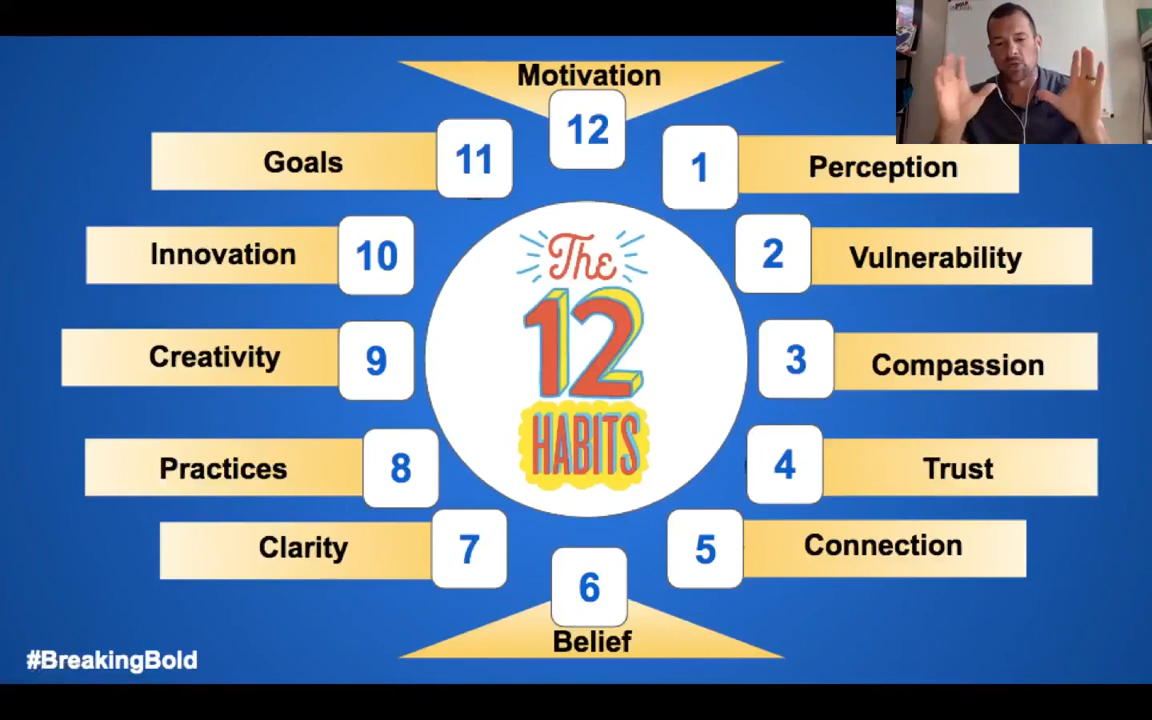 Motivation
12
Goals
11
1
Perception
Innovation
10
2
Vulnerability
The
12
HABITS
Creativity
9
3
Compassion
Practices
8
4
Trust
Clarity
7
5
Connection
6
Belief
#BreakingBold